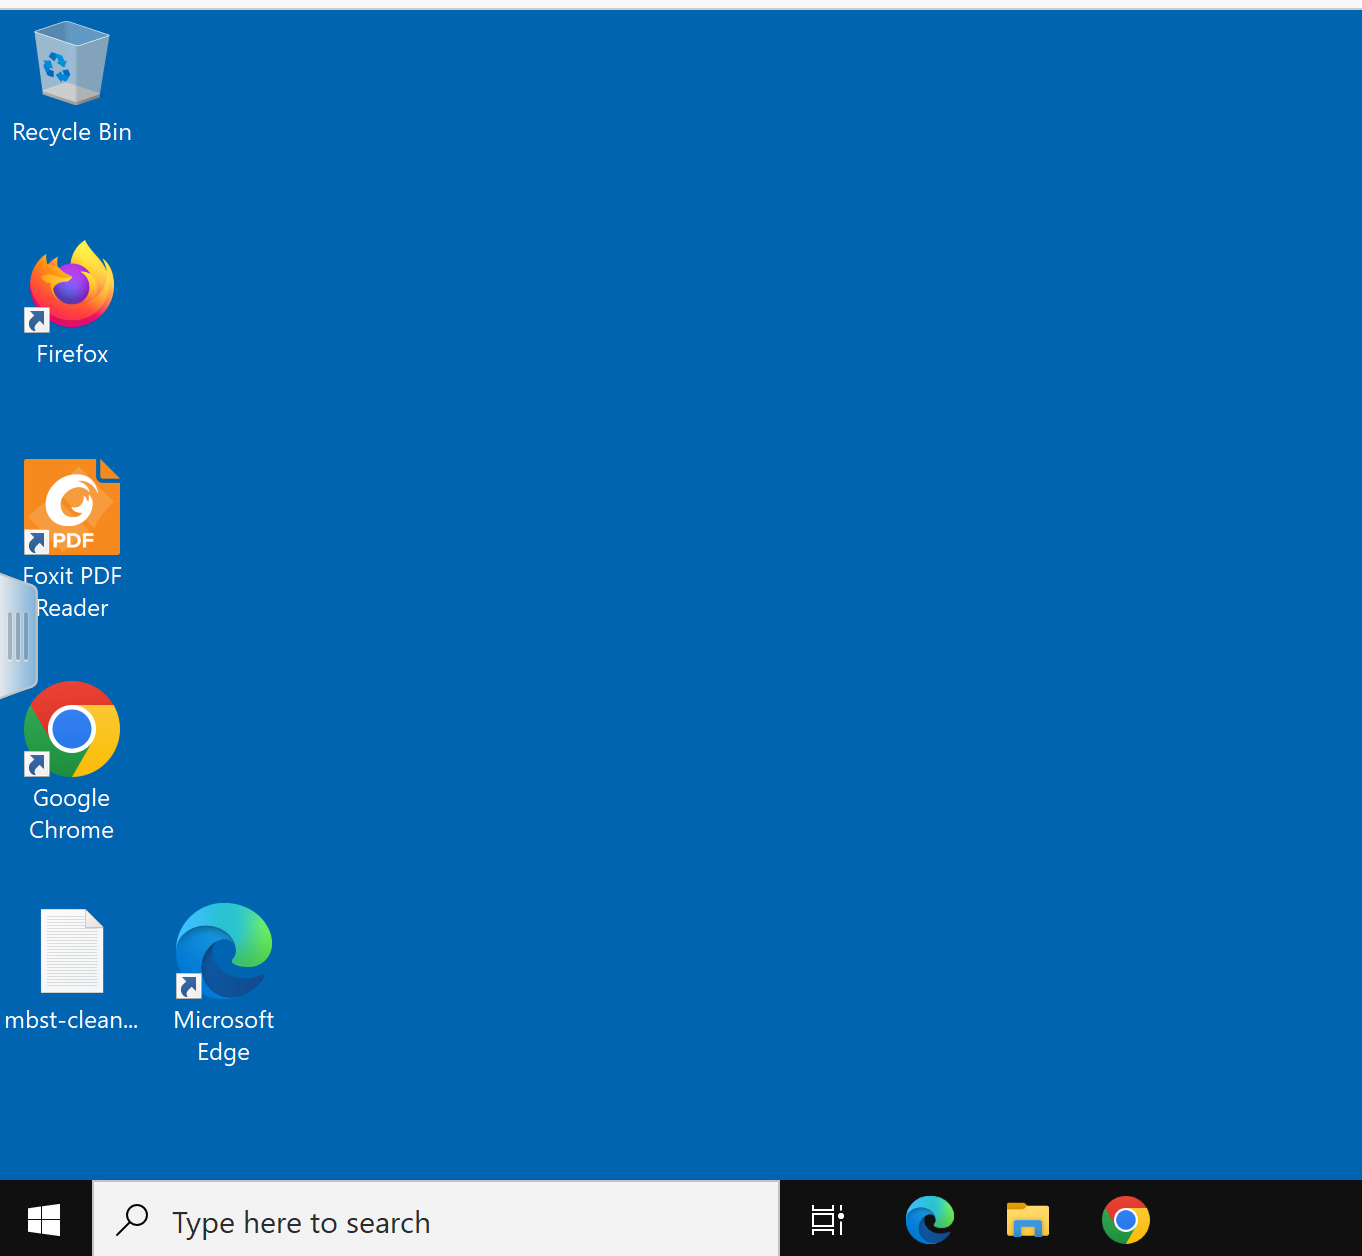 Recycle Bin
Firefox
PDF
Foxit PDF
Reader
Google
Chrome
mbst-clean...
Microsoft
Edge
Type here to search